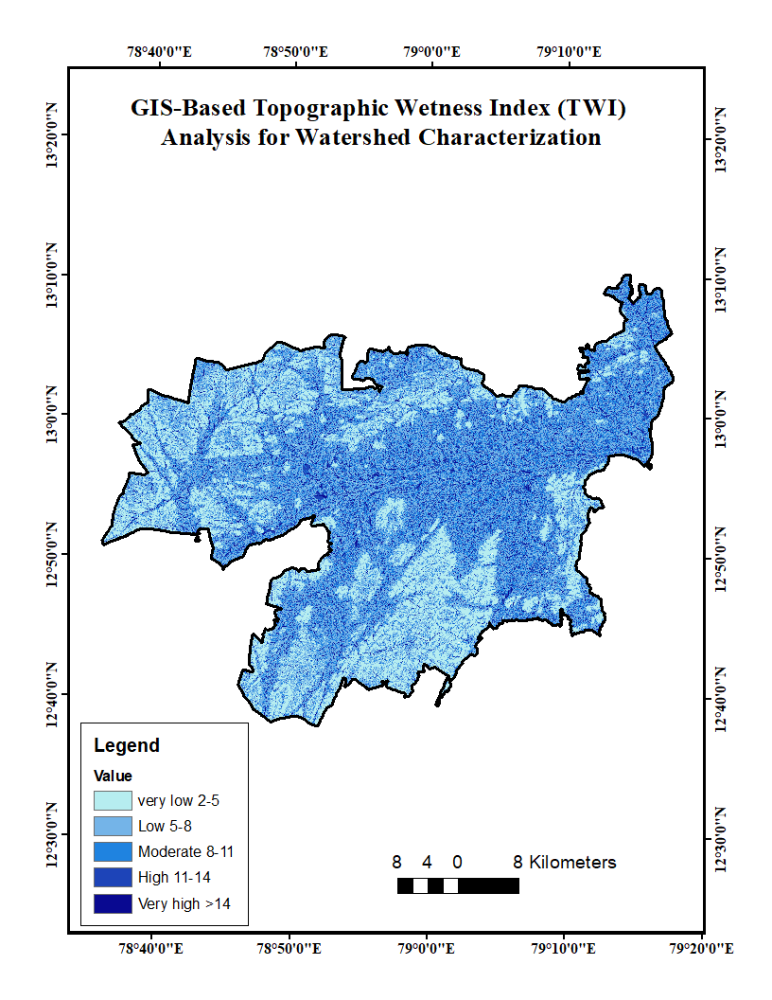 78°40'0"E 78°50'0"E 79°0'0"E 79°10'0"E
GIS-Based Topographic Wetness Index (TWI)
Analysis for Watershed Characterization
13°20'0"N 13°20'0"N
13°10'0"N 13°10'0"N
13°0'0"N 13°0'0"N
12°50'0"N 12°50'0"N
12°40'0"N 12°40'0"N
12°30'0"N 12°30'0"N
Legend
Value
very low 2-5
Low 5-8
Moderate 8-11
High 11-14
Very high >14
8 4 0 8 Kilometers
78°40'0"E 78°50'0"E 79°0'0"E 79°10'0"E 79°20'0"E